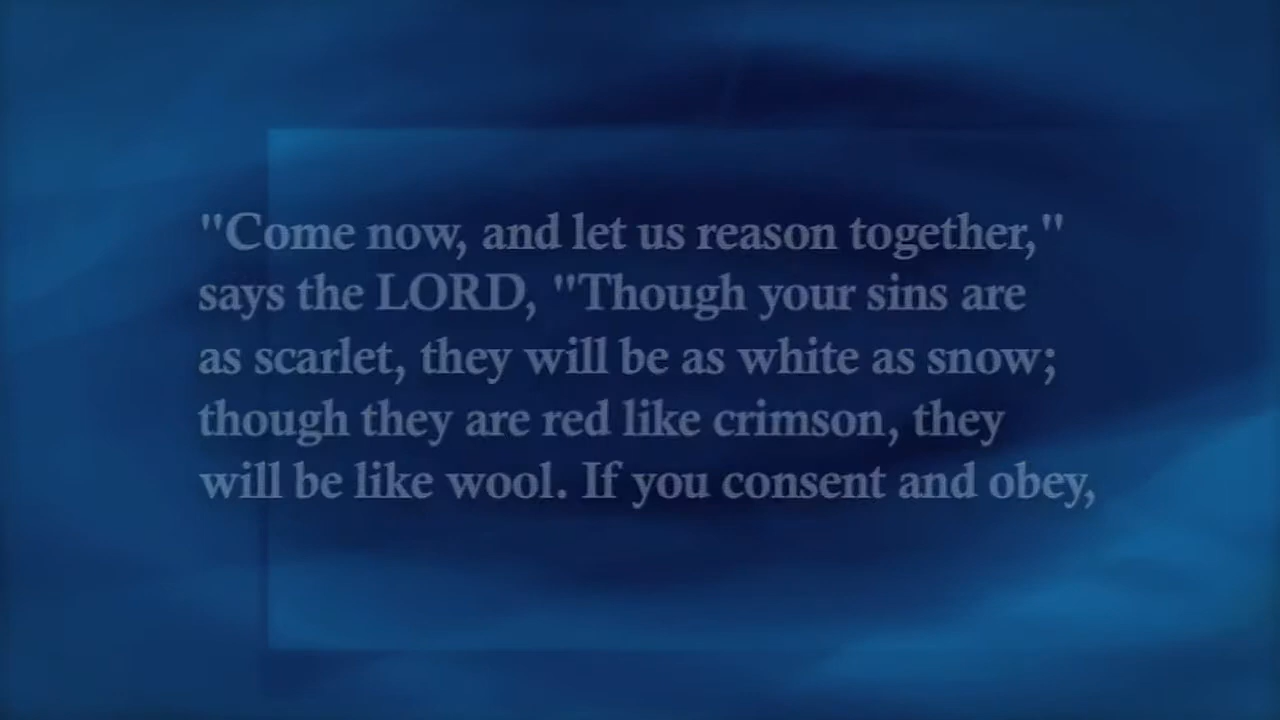 "Come now, and let us reason together,"
says the LORD, "Though your sins are
as scarlet, they will be as white as snow;
though they are red like crimson, they
will be like wool. If you consent and obey,